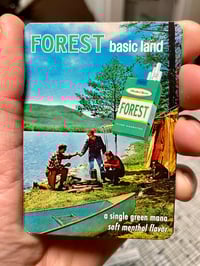 FOREST basic land
FOREST
a single green mana
soft menthol flavor